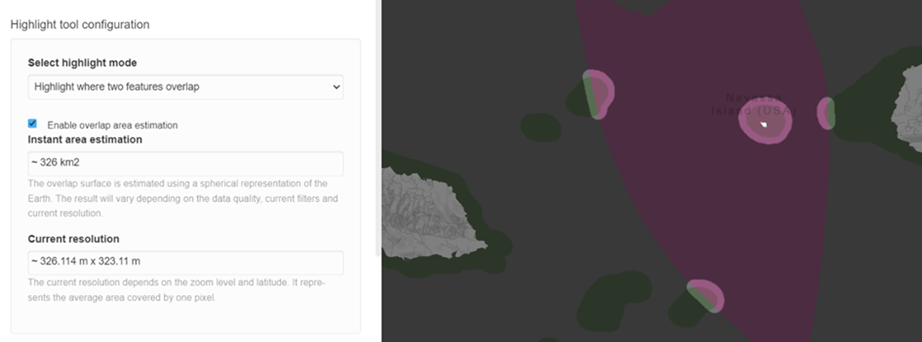 Highlight tool configuration
Select highlight mode
Highlight where two features overlap
Enable overlap area estimation
Instant area estimation
~ 326 km2
The overlap surface is estimated using a spherical representation of the
Earth. The result will vary depending on the data quality, current filters and
current resolution.
Current resolution
~ 326.114 m x 323.11 m
The current resolution depends on the zoom level and latitude. It repre-
sents the average area covered by one pixel.
Navassa
Island (USA)